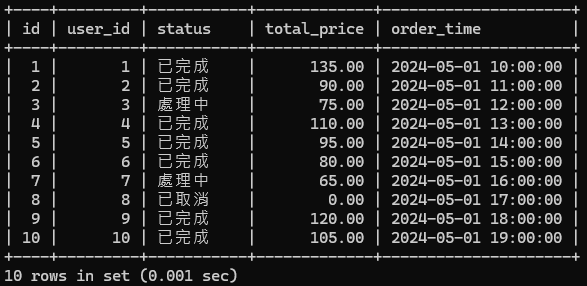 +----+---------+--------+-------------+---------------------+
| id | user_id | status | total_price | order_time |
+----+---------+--------+-------------+---------------------+
| 1 | 1 | 已完成 | 135.00 | 2024-05-01 10:00:00 |
| 2 | 2 | 已完成 | 90.00 | 2024-05-01 11:00:00 |
| 3 | 3 | 處理中 | 75.00 | 2024-05-01 12:00:00 |
| 4 | 4 | 已完成 | 110.00 | 2024-05-01 13:00:00 |
| 5 | 5 | 已完成 | 95.00 | 2024-05-01 14:00:00 |
| 6 | 6 | 已完成 | 80.00 | 2024-05-01 15:00:00 |
| 7 | 7 | 處理中 | 65.00 | 2024-05-01 16:00:00 |
| 8 | 8 | 已取消 | 0.00 | 2024-05-01 17:00:00 |
| 9 | 9 | 已完成 | 120.00 | 2024-05-01 18:00:00 |
| 10 | 10 | 已完成 | 105.00 | 2024-05-01 19:00:00 |
+----+---------+--------+-------------+---------------------+
10 rows in set (0.001 sec)